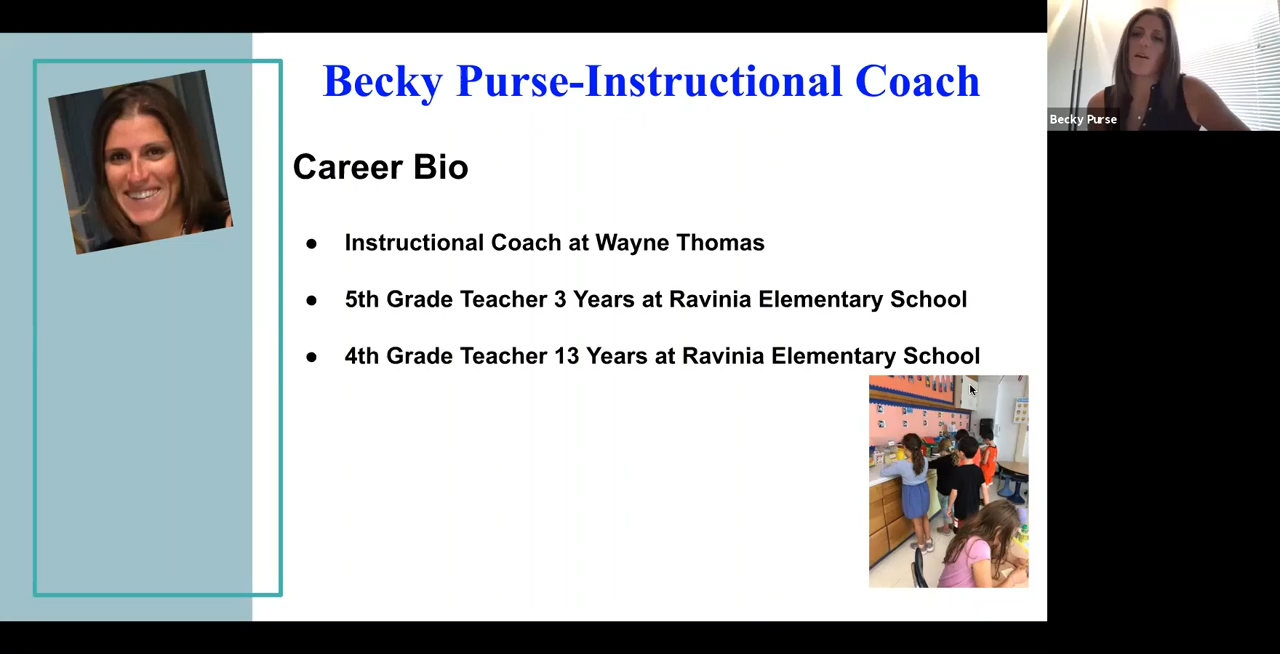 Becky Purse-Instructional Coach
Becky Purse
Career Bio
● Instructional Coach at Wayne Thomas
● 5th Grade Teacher 3 Years at Ravinia Elementary School
● 4th Grade Teacher 13 Years at Ravinia Elementary School